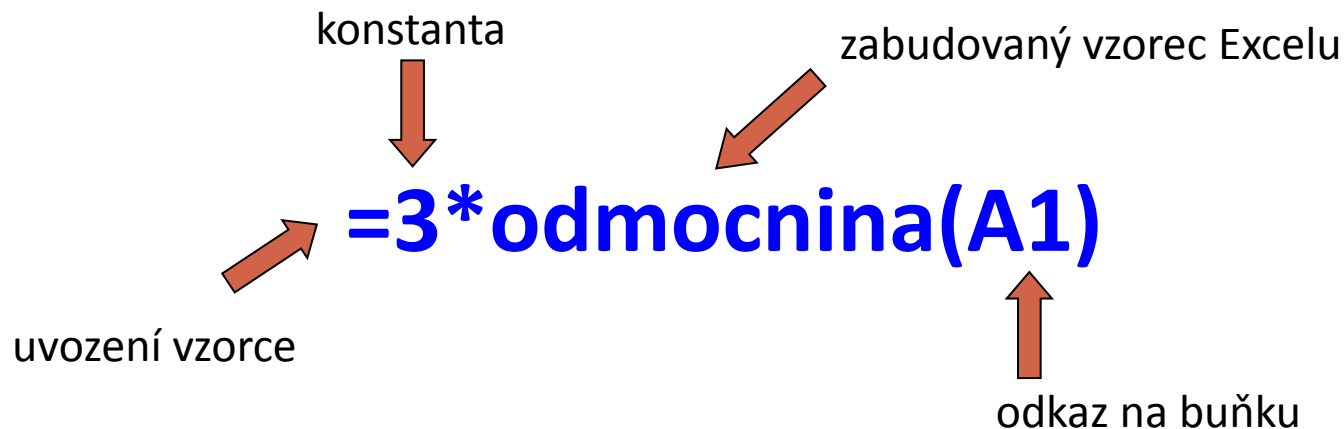 konstanta
zabudovaný vzorec Excelu
=3*odmocnina(A1)
uvození vzorce
odkaz na buňku